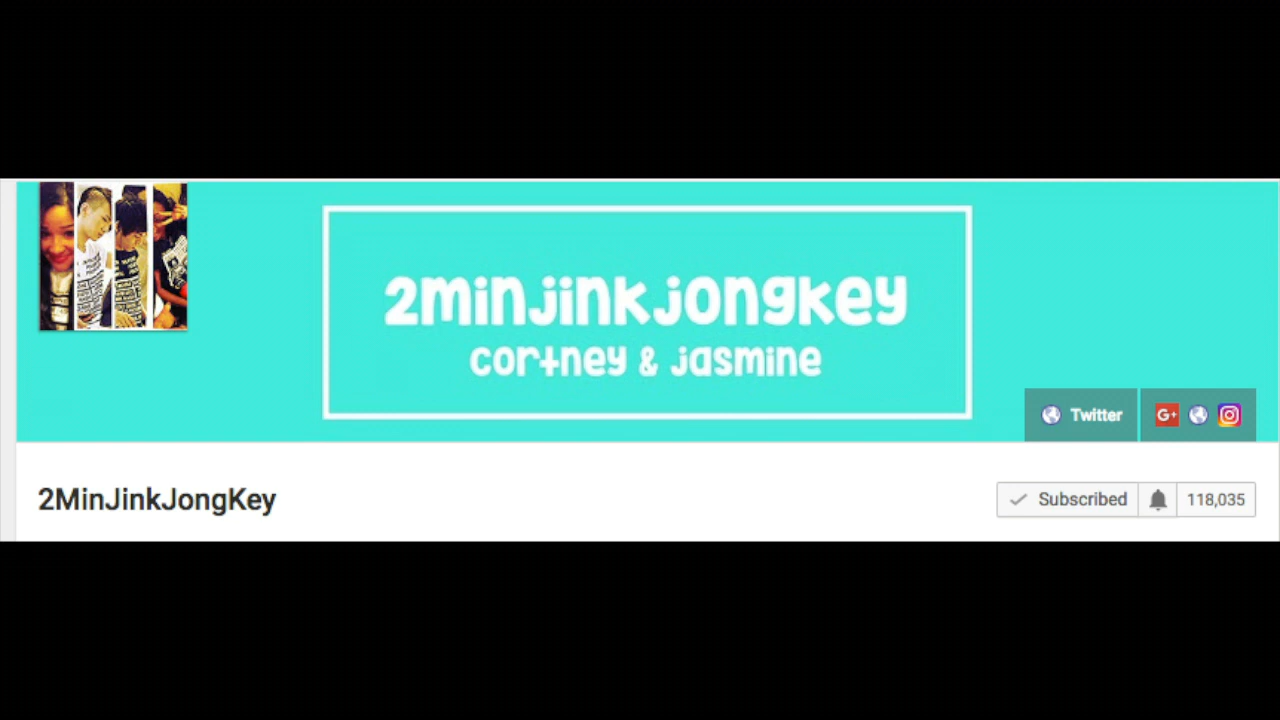 2minjinkjongkey
cortney & jasmine
Twitter
G+
2MinJinkJongKey
Subscribed
118,035